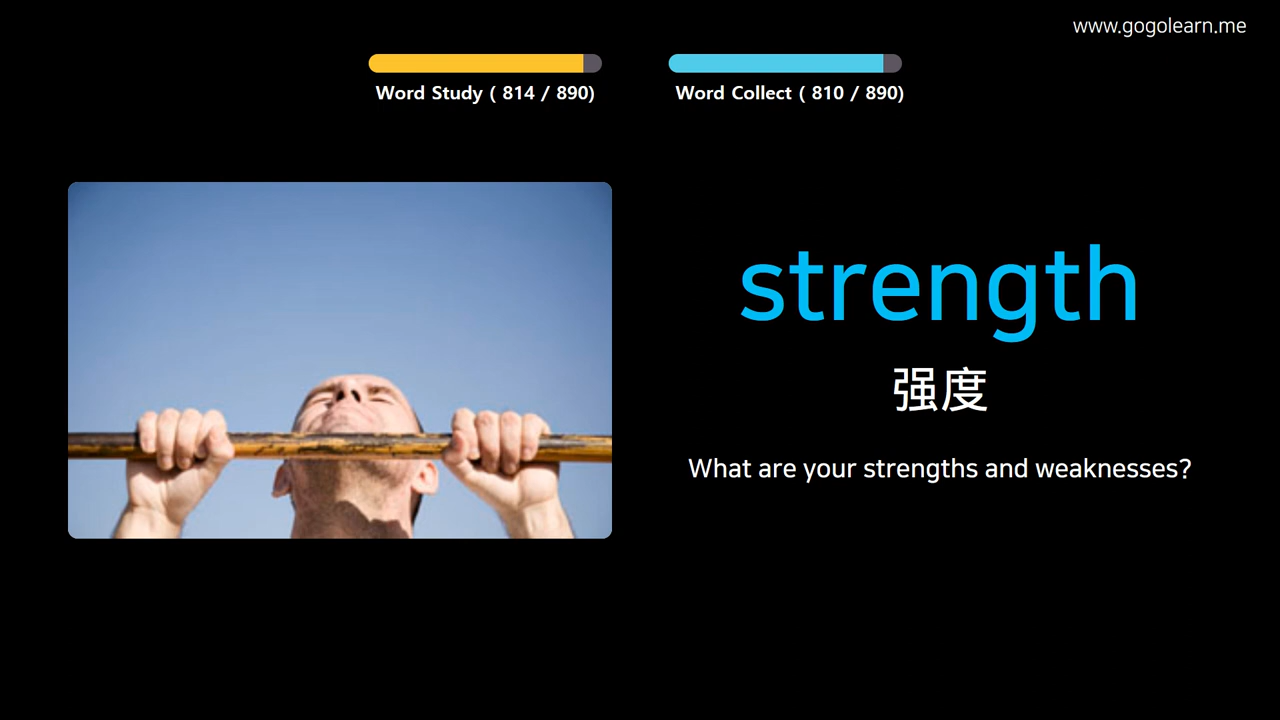 www.gogolearn.me
Word Study ( 814 / 890)
Word Collect ( 810 / 890)
strength
强度
What are your strengths and weaknesses?